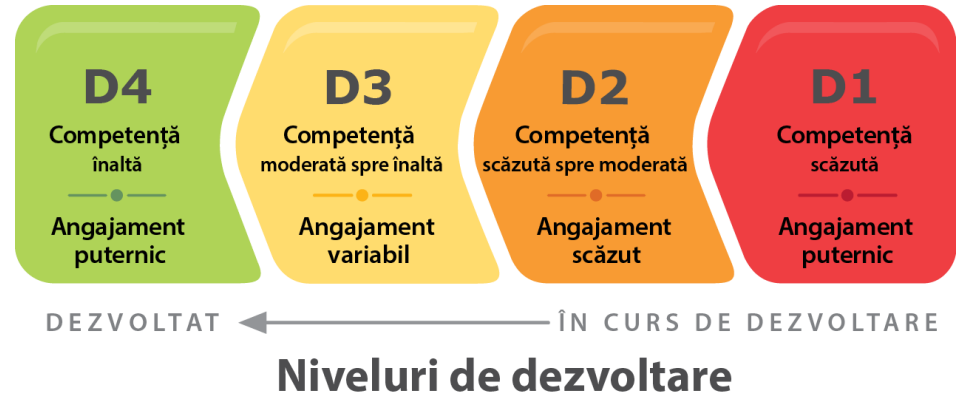 D4
Competență
înaltă
Angajament
puternic
D3
Competență
moderată spre înaltă
Angajament
variabil
D2
Competență
scăzută spre moderată
Angajament
scăzut
D1
Competență
scăzută
Angajament
puternic
DEZVOLTAT
ÎN CURS DE DEZVOLTARE
Niveluri de dezvoltare